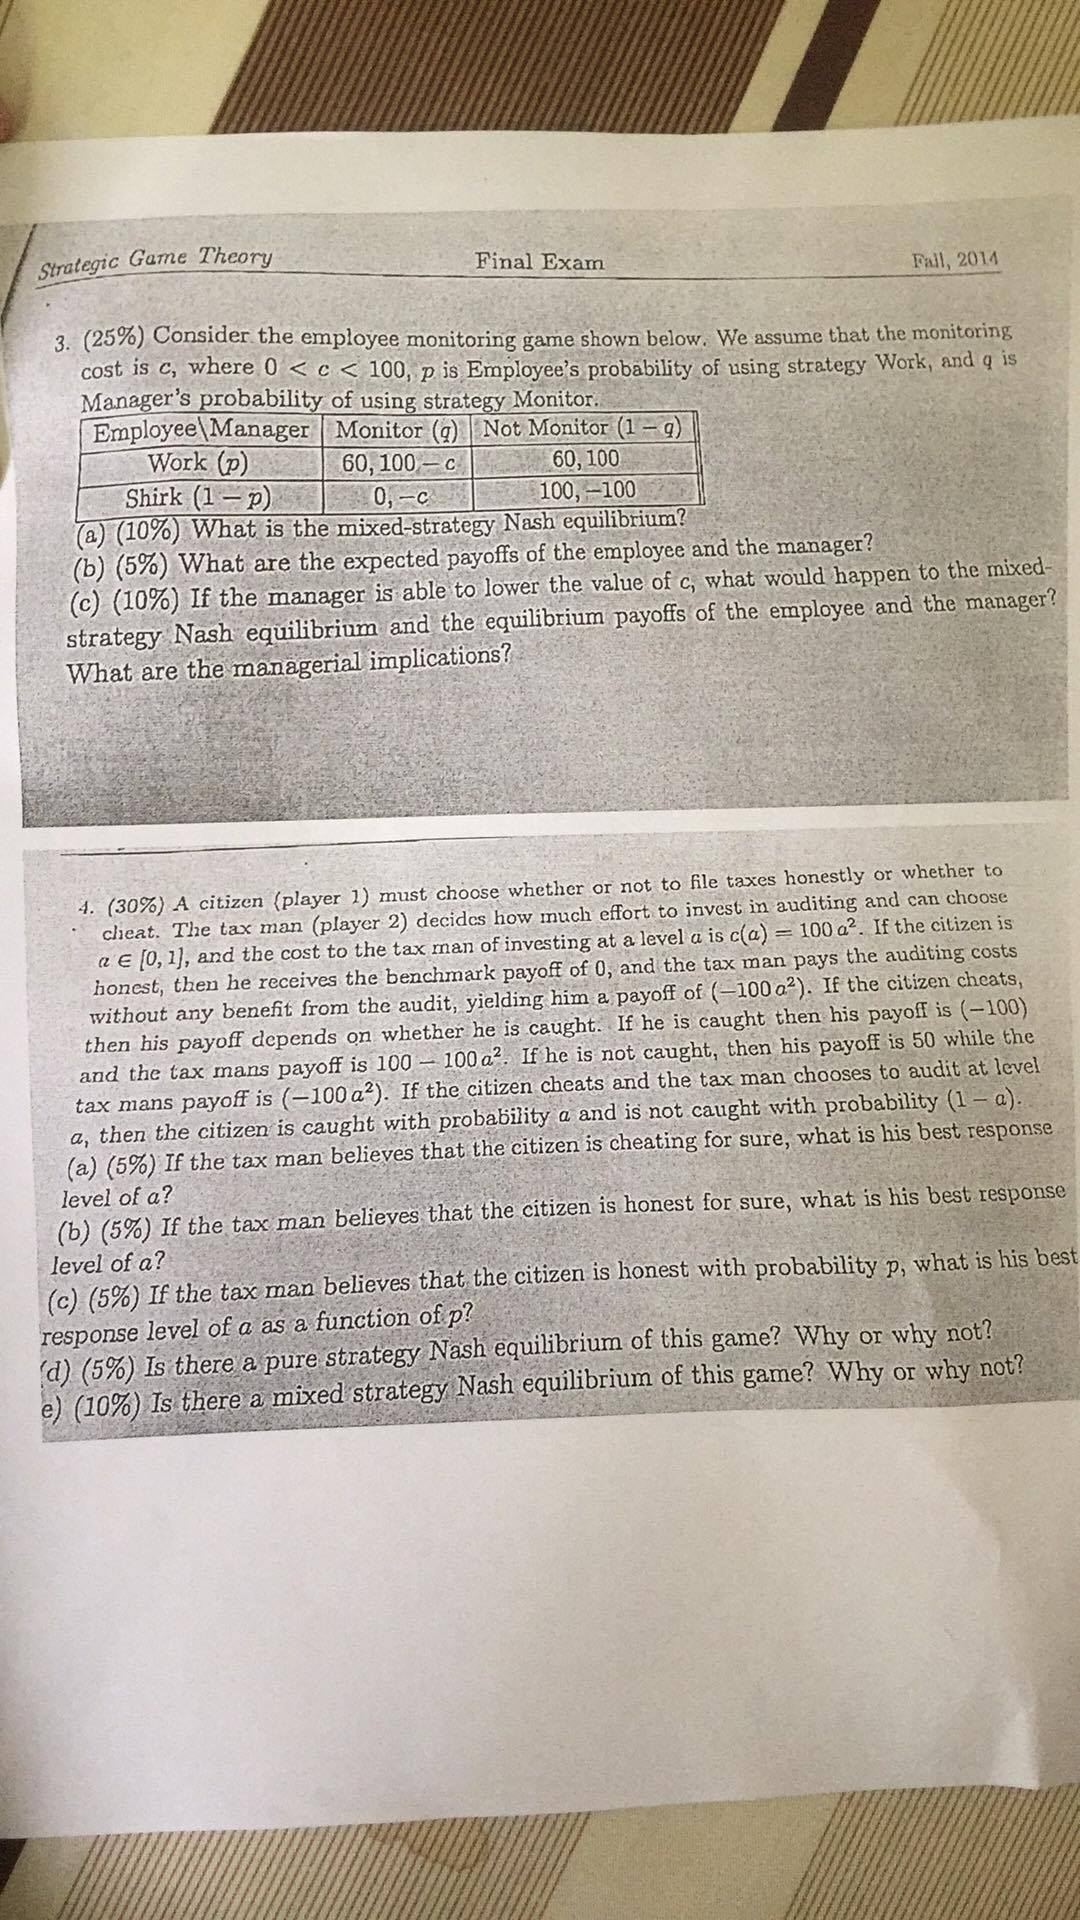 Strategic Game Theory Final Exam Fall, 2014
3. (25%) Consider the employee monitoring game shown below. We assume that the monitoring
cost is c, where 0 < c < 100, p is Employee's probability of using strategy Work, and q is
Manager's probability of using strategy Monitor.
Employee\Manager Monitor (q) Not Monitor (1 − q)
Work (p) 60, 100 − c 60, 100
Shirk (1 − p) 0, −c 100, −100
(a) (10%) What is the mixed-strategy Nash equilibrium?
(b) (5%) What are the expected payoffs of the employee and the manager?
(c) (10%) If the manager is able to lower the value of c, what would happen to the mixed-
strategy Nash equilibrium and the equilibrium payoffs of the employee and the manager?
What are the managerial implications?
4. (30%) A citizen (player 1) must choose whether or not to file taxes honestly or whether to
cheat. The tax man (player 2) decides how much effort to invest in auditing and can choose
a ∈ [0, 1], and the cost to the tax man of investing at a level a is c(a) = 100 a². If the citizen is
honest, then he receives the benchmark payoff of 0, and the tax man pays the auditing costs
without any benefit from the audit, yielding him a payoff of (−100 a²). If the citizen cheats,
then his payoff depends on whether he is caught. If he is caught then his payoff is (−100)
and the tax mans payoff is 100 − 100 a². If he is not caught, then his payoff is 50 while the
tax mans payoff is (−100 a²). If the citizen cheats and the tax man chooses to audit at level
a, then the citizen is caught with probability a and is not caught with probability (1 − a).
(a) (5%) If the tax man believes that the citizen is cheating for sure, what is his best response
level of a?
(b) (5%) If the tax man believes that the citizen is honest for sure, what is his best response
level of a?
(c) (5%) If the tax man believes that the citizen is honest with probability p, what is his best
response level of a as a function of p?
(d) (5%) Is there a pure strategy Nash equilibrium of this game? Why or why not?
e) (10%) Is there a mixed strategy Nash equilibrium of this game? Why or why not?